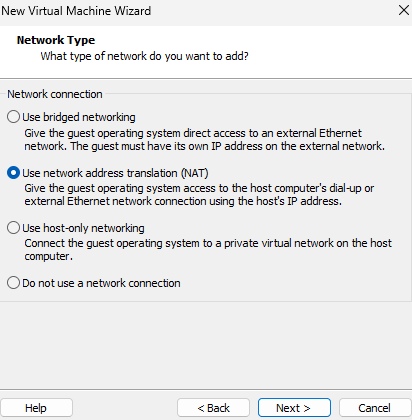 New Virtual Machine Wizard
Network Type
What type of network do you want to add?
Network connection
Use bridged networking
Give the guest operating system direct access to an external Ethernet
network. The guest must have its own IP address on the external network.
Use network address translation (NAT)
Give the guest operating system access to the host computer's dial-up or
external Ethernet network connection using the host's IP address.
Use host-only networking
Connect the guest operating system to a private virtual network on the host
computer.
Do not use a network connection
Help
< Back
Next >
Cancel